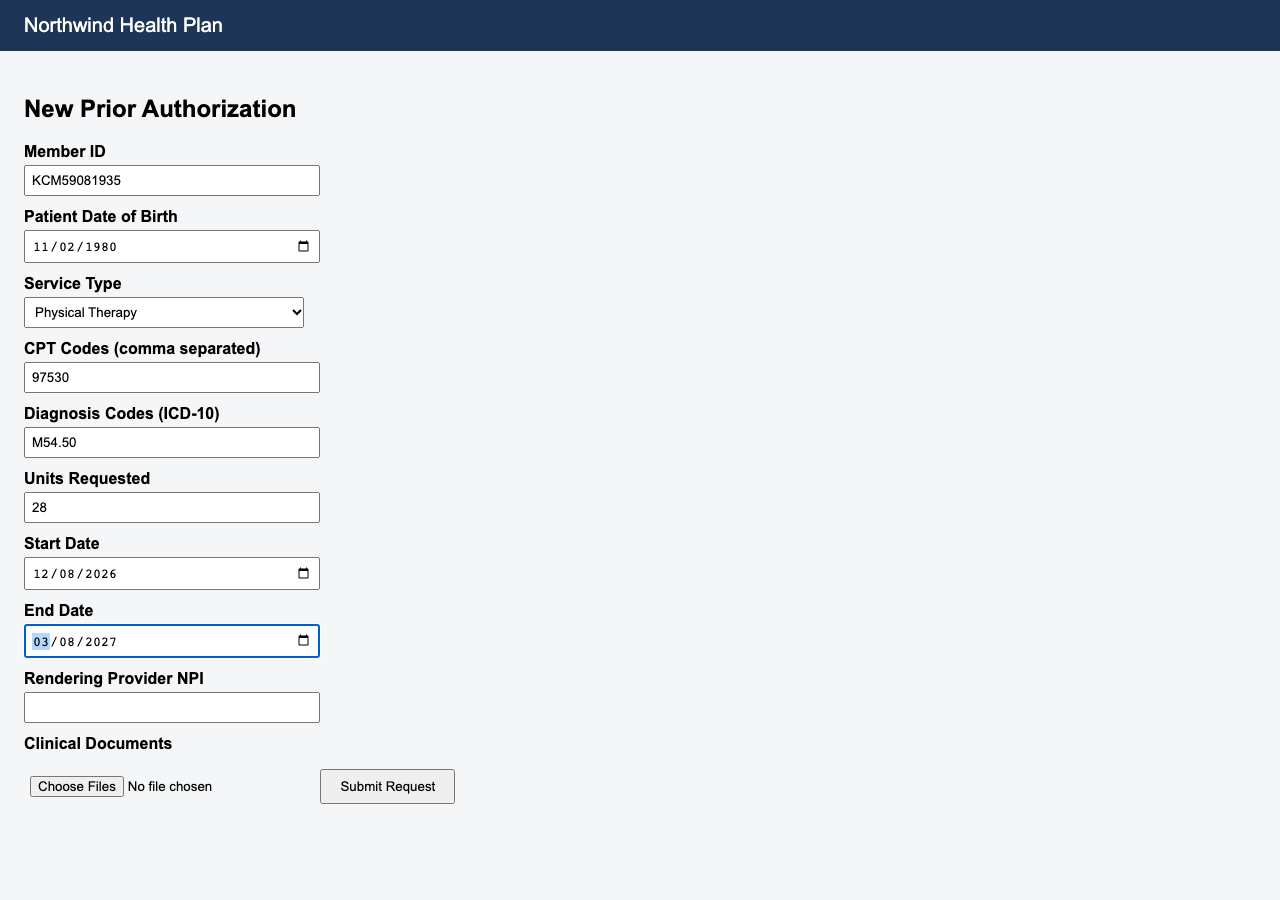 Northwind Health Plan
New Prior Authorization
Member ID
KCM59081935
Patient Date of Birth
11/02/1980
Service Type
Physical Therapy
CPT Codes (comma separated)
97530
Diagnosis Codes (ICD-10)
M54.50
Units Requested
28
Start Date
12/08/2026
End Date
03/08/2027
Rendering Provider NPI
Clinical Documents
Choose Files No file chosen Submit Request